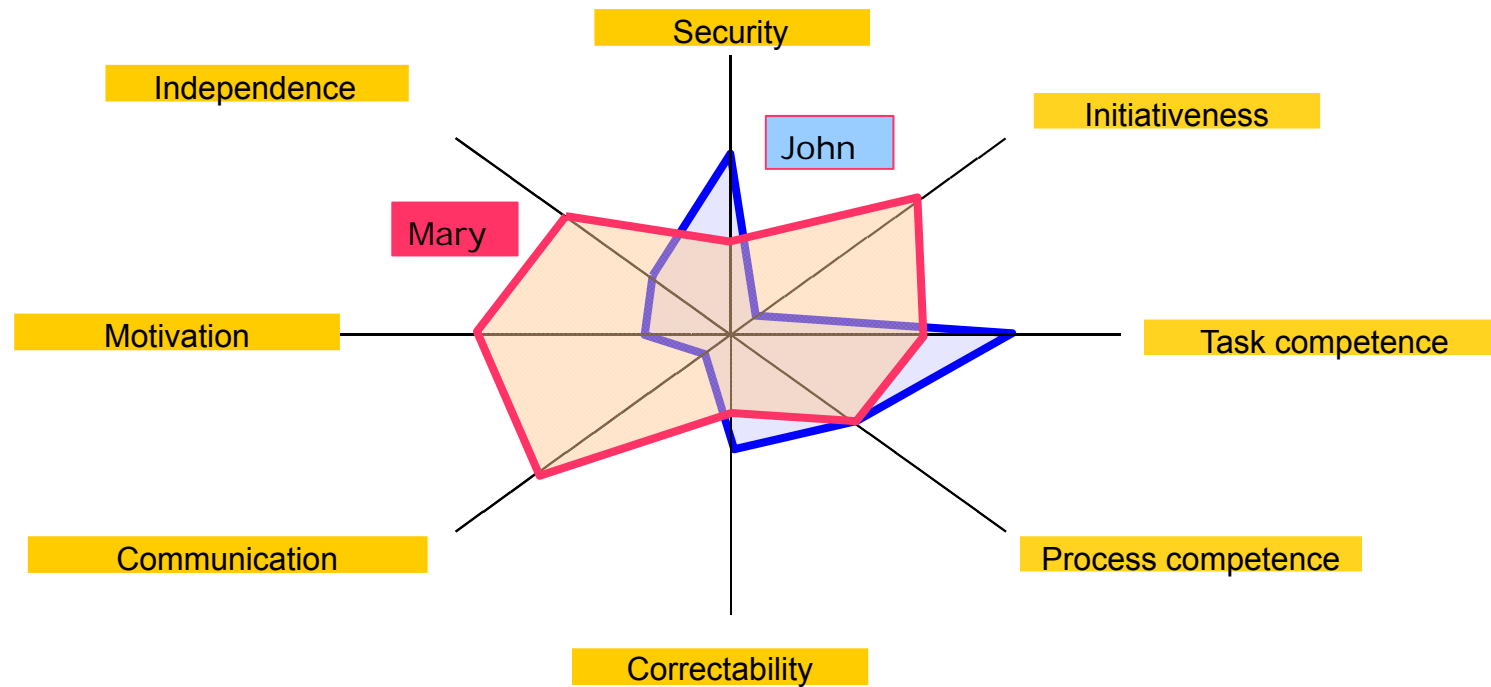 Security
Independence
Initiativeness
John
Mary
Motivation
Task competence
Communication
Process competence
Correctability